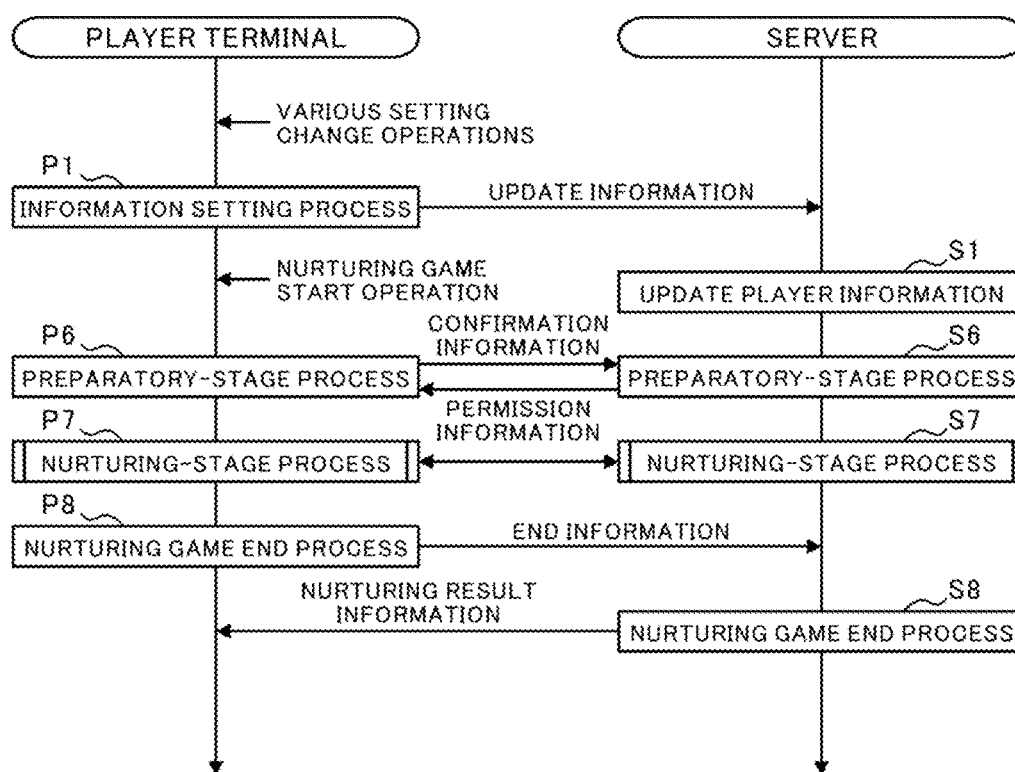 PLAYER TERMINAL
SERVER
VARIOUS SETTING
CHANGE OPERATIONS
P1
INFORMATION SETTING PROCESS
UPDATE INFORMATION
NURTURING GAME
START OPERATION
S1
UPDATE PLAYER INFORMATION
CONFIRMATION
INFORMATION
P6
PREPARATORY-STAGE PROCESS
S6
PREPARATORY-STAGE PROCESS
PERMISSION
INFORMATION
P7
NURTURING-STAGE PROCESS
S7
NURTURING-STAGE PROCESS
P8
NURTURING GAME END PROCESS
END INFORMATION
NURTURING RESULT
INFORMATION
S8
NURTURING GAME END PROCESS